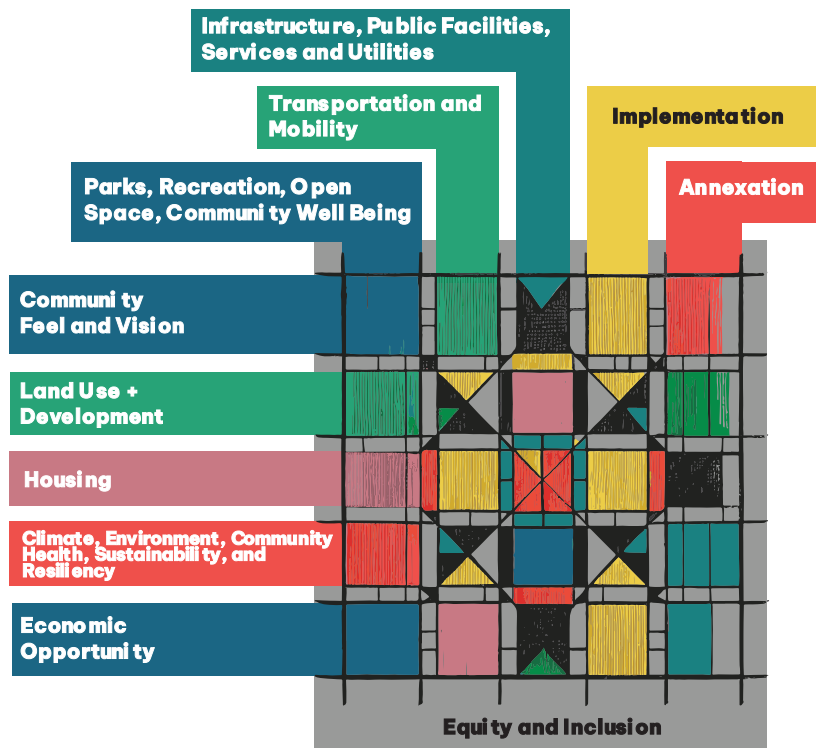 Infrastructure, Public Facilities,
Services and Utilities
Transportation and
Mobility
Implementation
Parks, Recreation, Open
Space, Community Well Being
Annexation
Community
Feel and Vision
Land Use +
Development
Housing
Climate, Environment, Community
Health, Sustainability, and
Resiliency
Economic
Opportunity
Equity and Inclusion